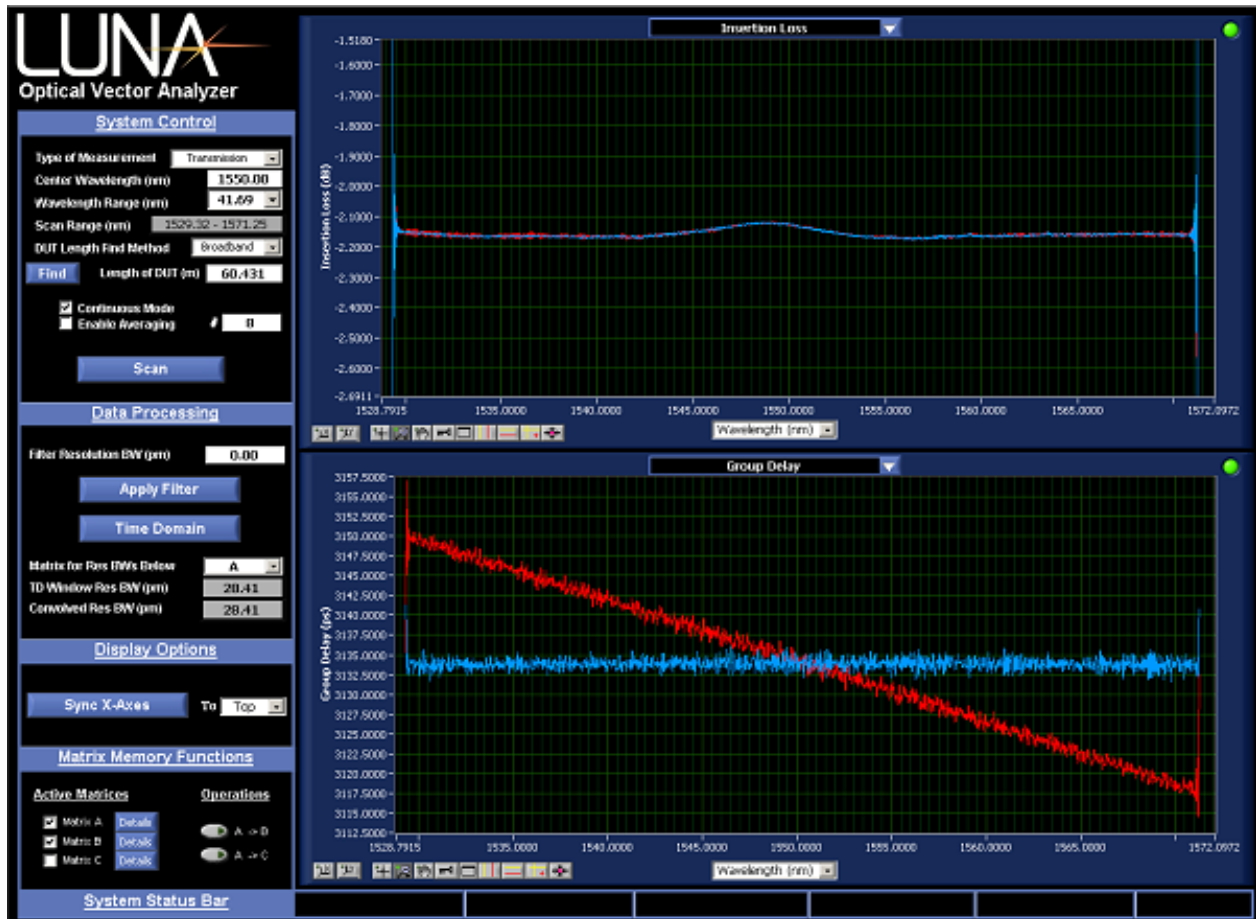 LUNA
Optical Vector Analyzer
System Control
Type of Measurement Transmission
Center Wavelength (nm) 1550.00
Wavelength Range (nm) 41.69
Scan Range (nm) 1529.32 - 1571.25
DUT Length Find Method Broadband
Find Length of DUT (m) 60.431
Continuous Mode
Enable Averaging # 8
Scan
Data Processing
Filter Resolution BW (pm) 0.00
Apply Filter
Time Domain
Matrix for Res BWs Below A
TD Window Res BW (pm) 28.41
Convolved Res BW (pm) 28.41
Display Options
Sync X-Axes To Top
Matrix Memory Functions
Active Matrices Operations
Matrix A Details
Matrix B Details
Matrix C Details
A -> B
A -> C
System Status Bar
Insertion Loss
Insertion Loss (dB)
-1.5180
-1.6000
-1.7000
-1.8000
-1.9000
-2.0000
-2.1000
-2.2000
-2.3000
-2.4000
-2.5000
-2.6000
-2.6911
1528.7915 1535.0000 1540.0000 1545.0000 1550.0000 1555.0000 1560.0000 1565.0000 1572.0972
Wavelength (nm)
Group Delay
Group Delay (ps)
3157.5000
3155.0000
3152.5000
3150.0000
3147.5000
3145.0000
3142.5000
3140.0000
3137.5000
3135.0000
3132.5000
3130.0000
3127.5000
3125.0000
3122.5000
3120.0000
3117.5000
3115.0000
3112.5000
1528.7915 1535.0000 1540.0000 1545.0000 1550.0000 1555.0000 1560.0000 1565.0000 1572.0972
Wavelength (nm)